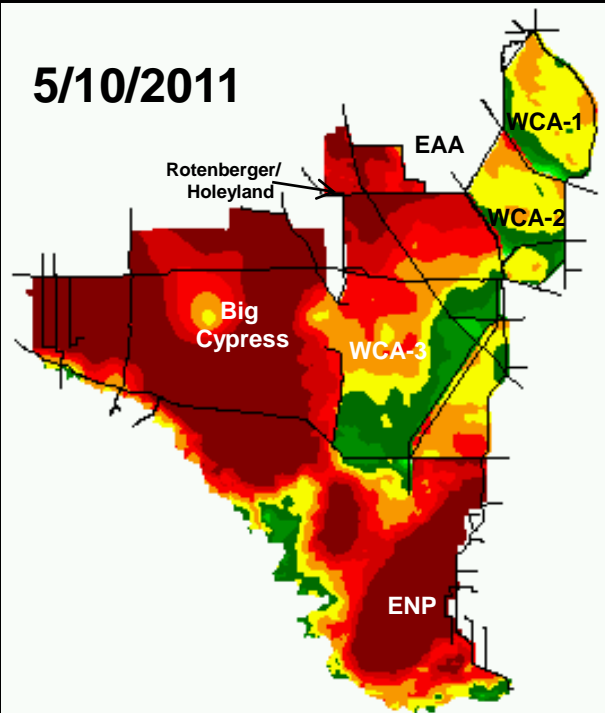 5/10/2011
WCA-1
EAA
Rotenberger/
Holeyland
WCA-2
Big
Cypress
WCA-3
ENP